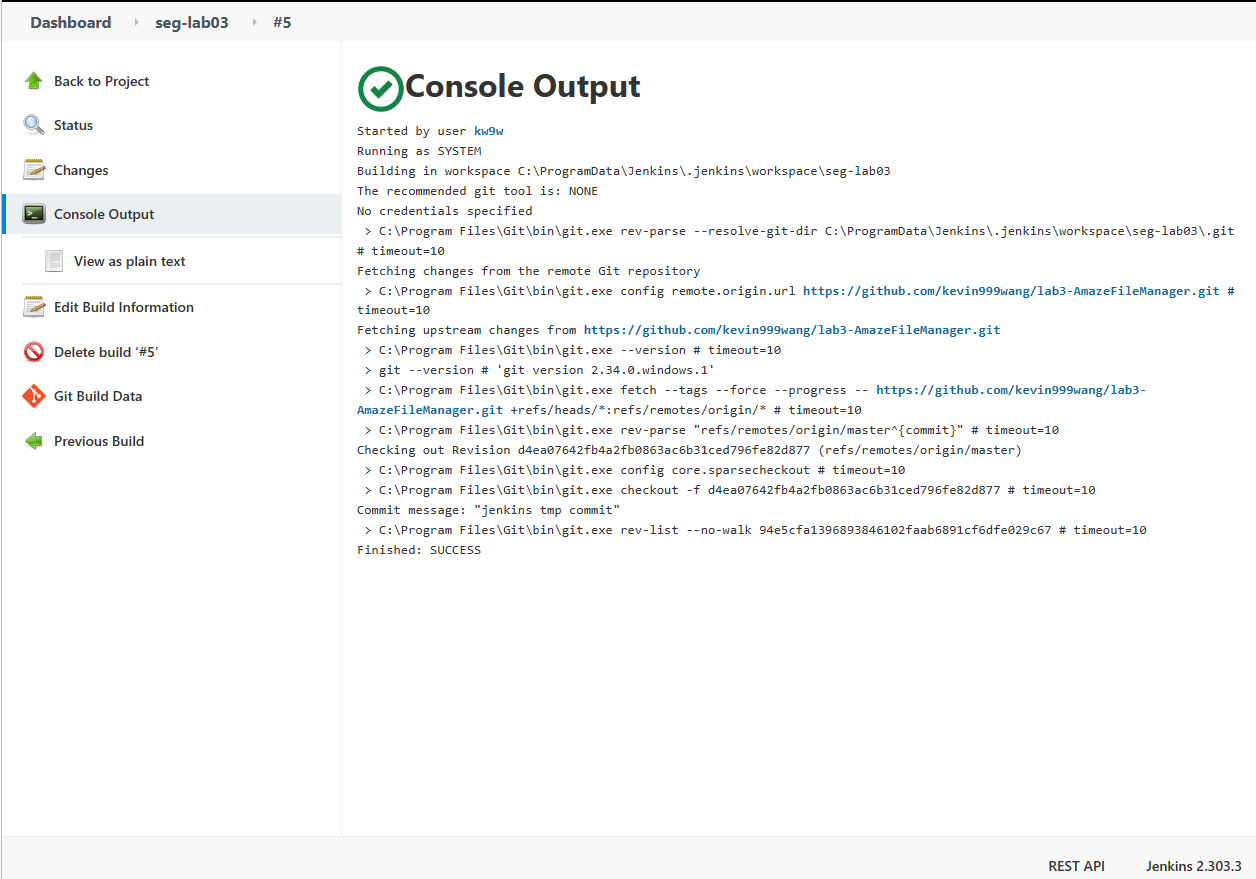 Dashboard seg-lab03 #5
Back to Project
Status
Changes
Console Output
View as plain text
Edit Build Information
Delete build ‘#5’
Git Build Data
Previous Build
Console Output
Started by user kw9w
Running as SYSTEM
Building in workspace C:\ProgramData\Jenkins\.jenkins\workspace\seg-lab03
The recommended git tool is: NONE
No credentials specified
 > C:\Program Files\Git\bin\git.exe rev-parse --resolve-git-dir C:\ProgramData\Jenkins\.jenkins\workspace\seg-lab03\.git
# timeout=10
Fetching changes from the remote Git repository
 > C:\Program Files\Git\bin\git.exe config remote.origin.url https://github.com/kevin999wang/lab3-AmazeFileManager.git #
timeout=10
Fetching upstream changes from https://github.com/kevin999wang/lab3-AmazeFileManager.git
 > C:\Program Files\Git\bin\git.exe --version # timeout=10
 > git --version # 'git version 2.34.0.windows.1'
 > C:\Program Files\Git\bin\git.exe fetch --tags --force --progress -- https://github.com/kevin999wang/lab3-
AmazeFileManager.git +refs/heads/*:refs/remotes/origin/* # timeout=10
 > C:\Program Files\Git\bin\git.exe rev-parse "refs/remotes/origin/master^{commit}" # timeout=10
Checking out Revision d4ea07642fb4a2fb0863ac6b31ced796fe82d877 (refs/remotes/origin/master)
 > C:\Program Files\Git\bin\git.exe config core.sparsecheckout # timeout=10
 > C:\Program Files\Git\bin\git.exe checkout -f d4ea07642fb4a2fb0863ac6b31ced796fe82d877 # timeout=10
Commit message: "jenkins tmp commit"
 > C:\Program Files\Git\bin\git.exe rev-list --no-walk 94e5cfa1396893846102faab6891cf6dfe029c67 # timeout=10
Finished: SUCCESS
REST API Jenkins 2.303.3